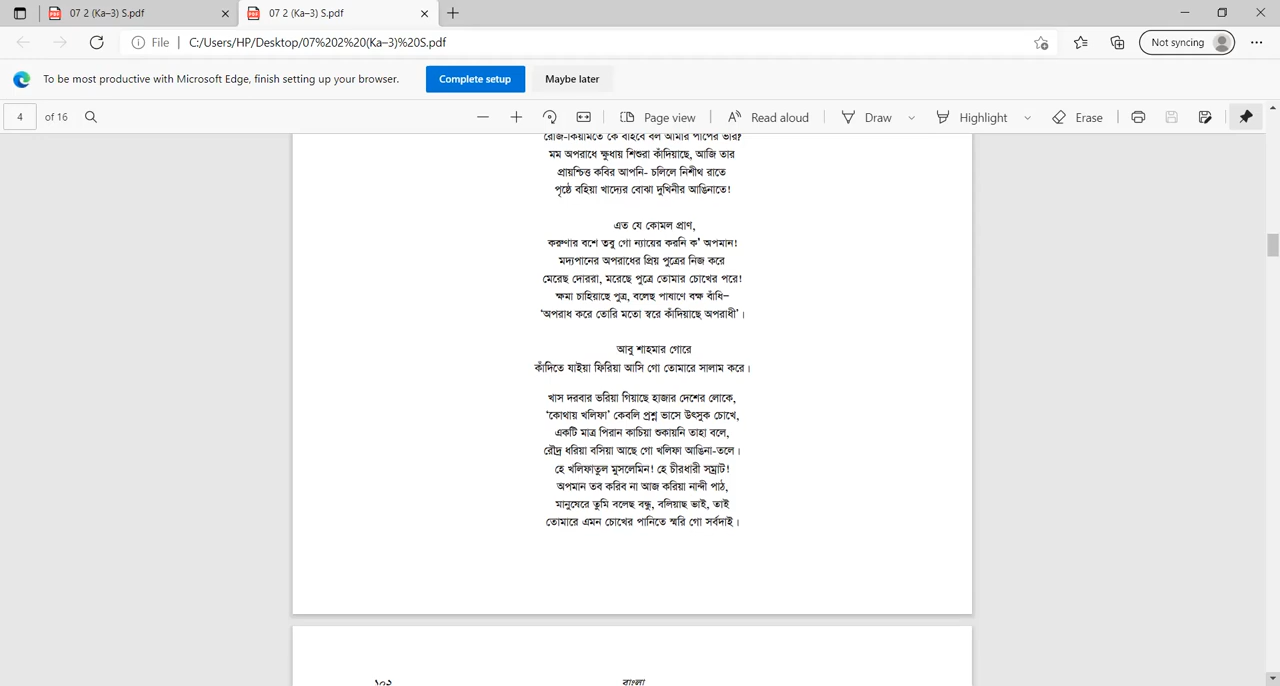 07 2 (Ka–3) S.pdf
07 2 (Ka–3) S.pdf
File
C:/Users/HP/Desktop/07%202%20(Ka–3)%20S.pdf
Not syncing
To be most productive with Microsoft Edge, finish setting up your browser.
Complete setup
Maybe later
4 of 16
Page view
Read aloud
Draw
Highlight
Erase
রোজ-কিয়ামতে কে বহিবে বল আমার পাপের ভার?
মম অপরাধে ক্ষুধায় শিশুরা কাঁদিয়াছে, আজি তার
প্রায়শ্চিত্ত কবির আপনি- চলিলে নিশীথ রাতে
পৃষ্ঠে বহিয়া খাদ্যের বোঝা দুখিনীর আঙিনাতে!
এত যে কোমল প্রাণ,
করুণার বশে তবু গো ন্যায়ের করনি ক’ অপমান!
মদ্যপানের অপরাধের প্রিয় পুত্রের নিজ করে
মেরেছ দোররা, মরেছে পুত্রে তোমার চোখের পরে!
ক্ষমা চাহিয়াছে পুত্র, বলেছ পাষাণে বক্ষ বাঁধি–
‘অপরাধ করে তোরি মতো স্বরে কাঁদিয়াছে অপরাধী’।
আবু শাহমার গোরে
কাঁদিতে যাইয়া ফিরিয়া আসি গো তোমারে সালাম করে।
খাস দরবার ভরিয়া গিয়াছে হাজার দেশের লোকে,
‘কোথায় খলিফা’ কেবলি প্রশ্ন ভাসে উৎসুক চোখে,
একটি মাত্র পিরান কাচিয়া শুকায়নি তাহা বলে,
রৌদ্র ধরিয়া বসিয়া আছে গো খলিফা আঙিনা-তলে।
হে খলিফাতুল মুসলেমিন! হে চীরধারী সম্রাট!
অপমান তব করিব না আজ করিয়া নান্দী পাঠ,
মানুষেরে তুমি বলেছ বন্ধু, বলিয়াছ ভাই, তাই
তোমারে এমন চোখের পানিতে স্মরি গো সর্বদাই।
১০২
বাংলা